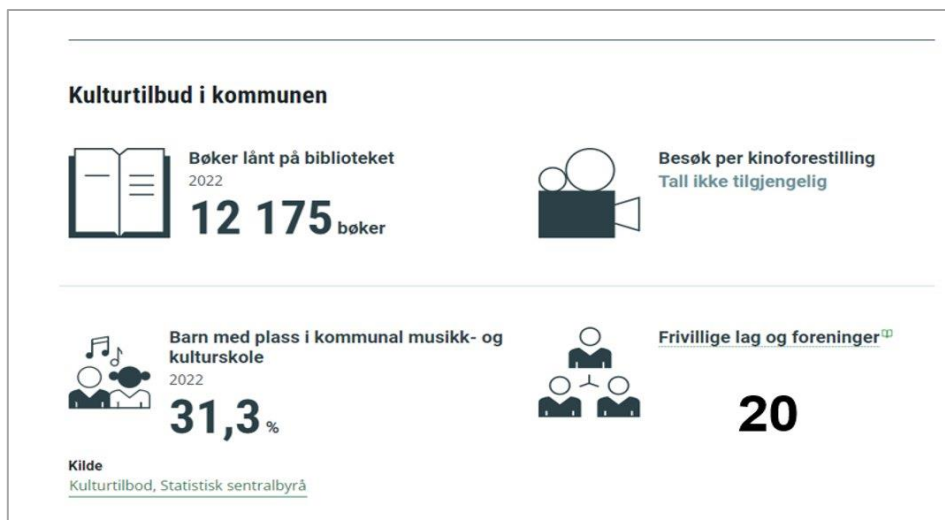 Kulturtilbud i kommunen
Bøker lånt på biblioteket
2022
12 175 bøker
Besøk per kinoforestilling
Tall ikke tilgjengelig
Barn med plass i kommunal musikk- og
kulturskole
2022
31,3 %
Frivillige lag og foreninger
20
Kilde
Kulturtilbod, Statistisk sentralbyrå